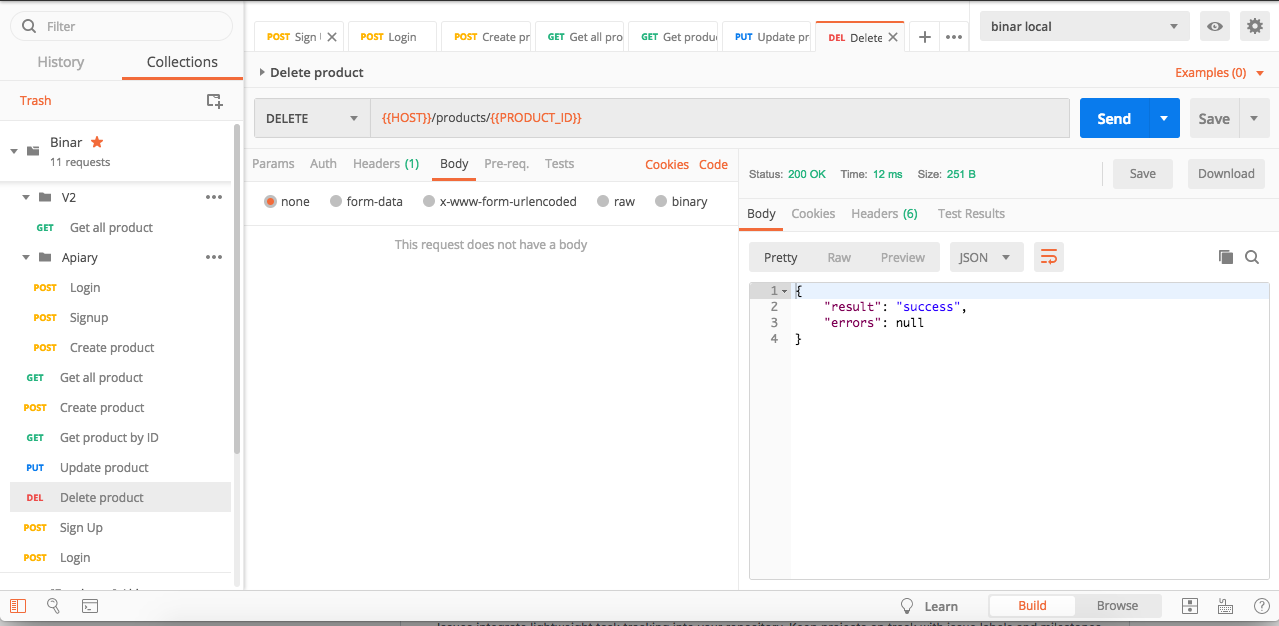 Filter
History Collections
Trash
Binar
11 requests
V2
GET Get all product
Apiary
POST Login
POST Signup
POST Create product
GET Get all product
POST Create product
GET Get product by ID
PUT Update product
DEL Delete product
POST Sign Up
POST Login
POST Sign POST Login POST Create pr GET Get all pro GET Get produ PUT Update pr DEL Delete
binar local
Delete product
Examples (0)
DELETE {{HOST}}/products/{{PRODUCT_ID}} Send Save
Params Auth Headers (1) Body Pre-req. Tests Cookies Code
none form-data x-www-form-urlencoded raw binary
This request does not have a body
Status: 200 OK Time: 12 ms Size: 251 B Save Download
Body Cookies Headers (6) Test Results
Pretty Raw Preview JSON
1 {
2 "result": "success",
3 "errors": null
4 }
Learn Build Browse